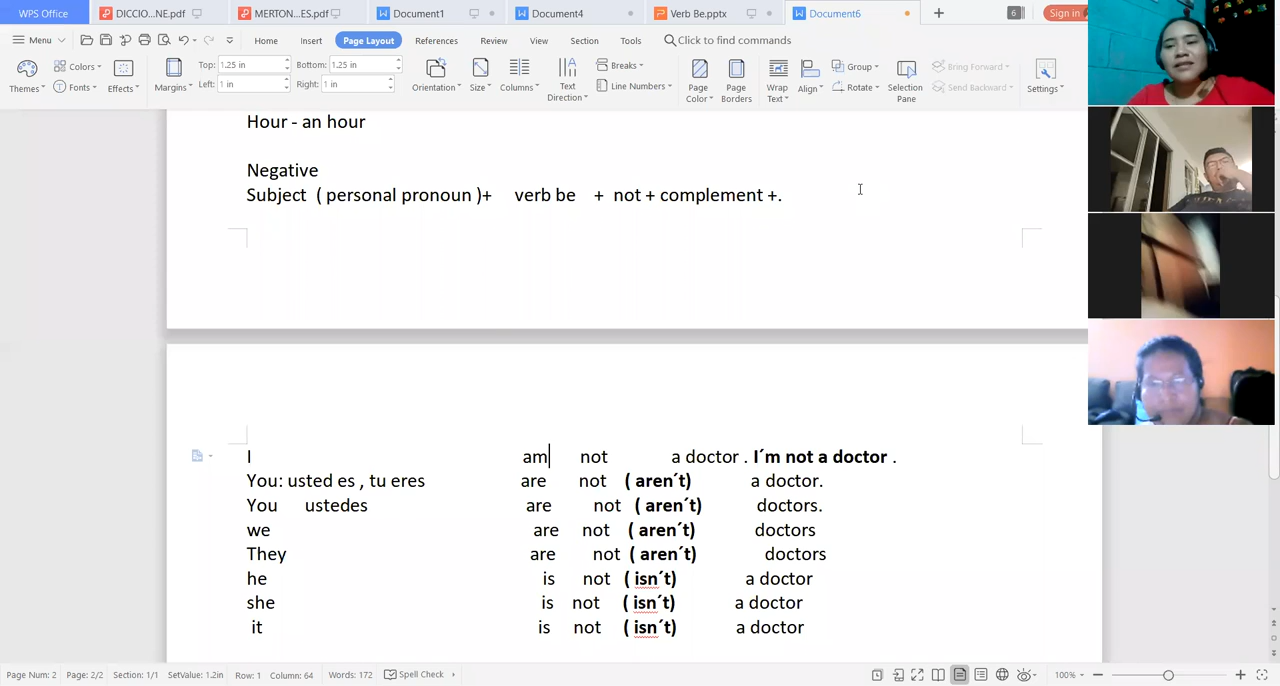 WPS Office
DICCIO...NE.pdf
MERTON...ES.pdf
Document1
Document4
Verb Be.pptx
Document6
6
Sign in
Menu
Home
Insert
Page Layout
References
Review
View
Section
Tools
Click to find commands
Themes
Colors
Fonts
Effects
Margins
Top: 1.25 in
Left: 1 in
Bottom: 1.25 in
Right: 1 in
Orientation
Size
Columns
Text Direction
Breaks
Line Numbers
Page Color
Page Borders
Wrap Text
Align
Group
Rotate
Selection Pane
Bring Forward
Send Backward
Settings
Hour - an hour
Negative
Subject ( personal pronoun )+ verb be + not + complement +.
I am not a doctor . I´m not a doctor .
You: usted es , tu eres are not ( aren´t) a doctor.
You ustedes are not ( aren´t) doctors.
we are not ( aren´t) doctors
They are not ( aren´t) doctors
he is not ( isn´t) a doctor
she is not ( isn´t) a doctor
it is not ( isn´t) a doctor
Page Num: 2 Page: 2/2 Section: 1/1 SetValue: 1.2in Row: 1 Column: 64 Words: 172 Spell Check 100%